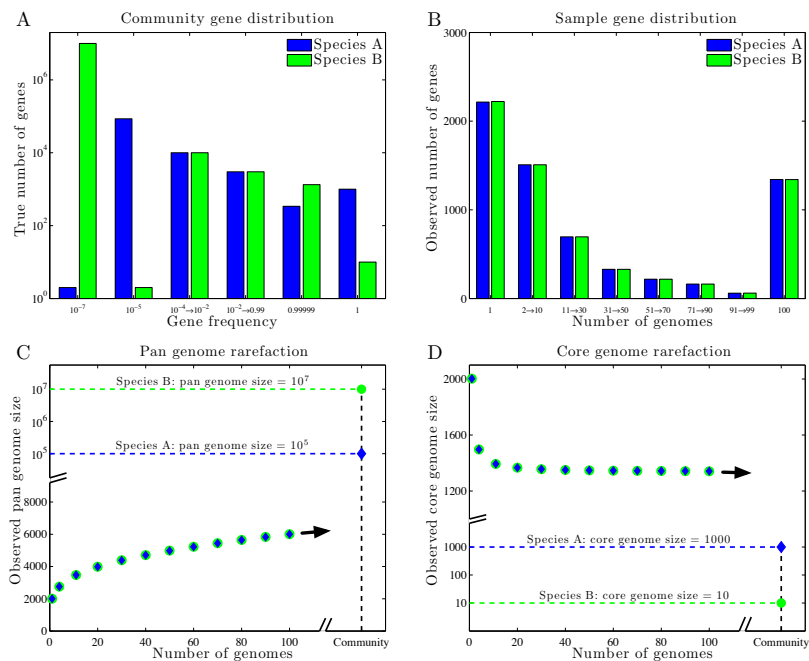 A
Community gene distribution
Species A
Species B
True number of genes
10^6
10^4
10^2
10^0
10^-7
10^-5
10^-4→10^-2
10^-2→0.99
0.99999
1
Gene frequency
B
Sample gene distribution
Species A
Species B
Observed number of genes
3000
2000
1000
0
1
2→10
11→30
31→50
51→70
71→90
91→99
100
Number of genomes
C
Pan genome rarefaction
Observed pan genome size
Species B: pan genome size = 10^7
Species A: pan genome size = 10^5
10^7
10^6
10^5
8000
6000
4000
2000
0
0
20
40
60
80
100
Community
Number of genomes
D
Core genome rarefaction
Observed core genome size
2000
1600
1200
1000
100
10
Species A: core genome size = 1000
Species B: core genome size = 10
0
20
40
60
80
100
Community
Number of genomes